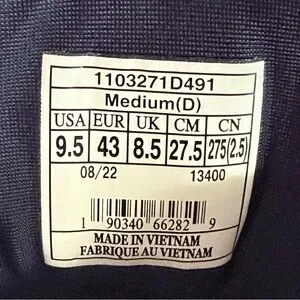 1103271D491
Medium(D)
USA EUR UK CM CN
9.5 43 8.5 27.5 275(2.5)
08/22 13400
1 90340 66282 9
MADE IN VIETNAM
FABRIQUE AU VIETNAM